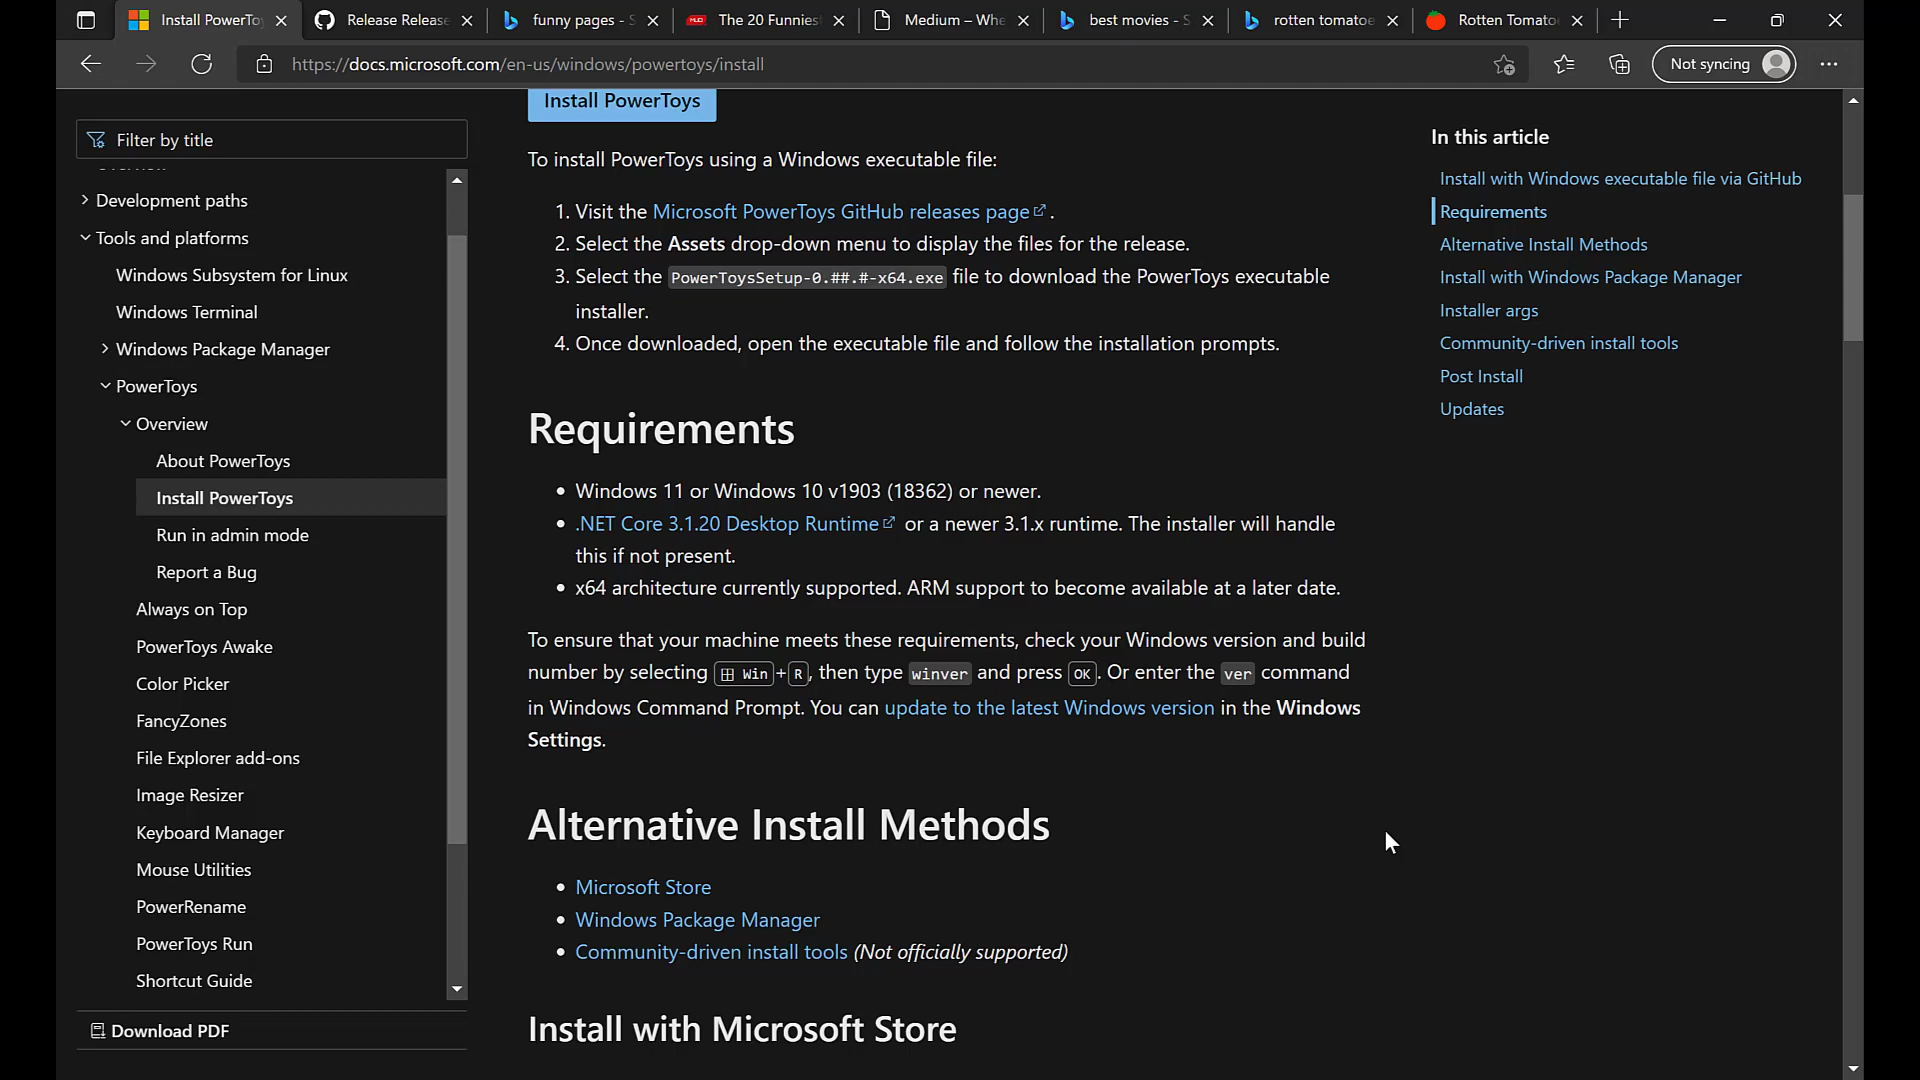 Install PowerToy
Release Release
funny pages - S
The 20 Funnies
Medium – Whe
best movies - S
rotten tomatoe
Rotten Tomato
https://docs.microsoft.com/en-us/windows/powertoys/install
Not syncing
Filter by title
Development paths
Tools and platforms
Windows Subsystem for Linux
Windows Terminal
Windows Package Manager
PowerToys
Overview
About PowerToys
Install PowerToys
Run in admin mode
Report a Bug
Always on Top
PowerToys Awake
Color Picker
FancyZones
File Explorer add-ons
Image Resizer
Keyboard Manager
Mouse Utilities
PowerRename
PowerToys Run
Shortcut Guide
Download PDF
Install PowerToys
To install PowerToys using a Windows executable file:
1. Visit the Microsoft PowerToys GitHub releases page .
2. Select the Assets drop-down menu to display the files for the release.
3. Select the PowerToysSetup-0.##.#-x64.exe file to download the PowerToys executable
installer.
4. Once downloaded, open the executable file and follow the installation prompts.
Requirements
• Windows 11 or Windows 10 v1903 (18362) or newer.
• .NET Core 3.1.20 Desktop Runtime or a newer 3.1.x runtime. The installer will handle
this if not present.
• x64 architecture currently supported. ARM support to become available at a later date.
To ensure that your machine meets these requirements, check your Windows version and build
number by selecting ⊞ Win+R, then type winver and press OK. Or enter the ver command
in Windows Command Prompt. You can update to the latest Windows version in the Windows
Settings.
Alternative Install Methods
• Microsoft Store
• Windows Package Manager
• Community-driven install tools (Not officially supported)
Install with Microsoft Store
In this article
Install with Windows executable file via GitHub
Requirements
Alternative Install Methods
Install with Windows Package Manager
Installer args
Community-driven install tools
Post Install
Updates